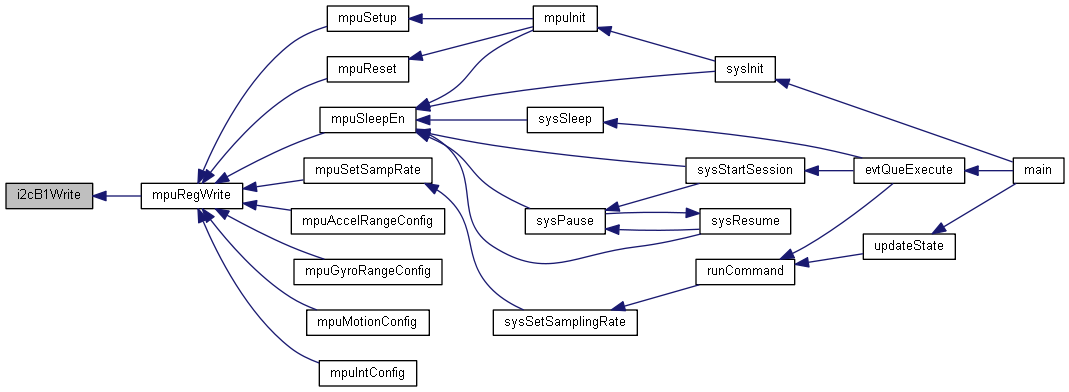 mpuSetup
mpuInit
mpuReset
sysInit
mpuSleepEn
sysSleep
mpuSetSampRate
sysStartSession
evtQueExecute
main
i2cB1Write
mpuRegWrite
mpuAccelRangeConfig
sysPause
sysResume
updateState
mpuGyroRangeConfig
runCommand
mpuMotionConfig
sysSetSamplingRate
mpuIntConfig